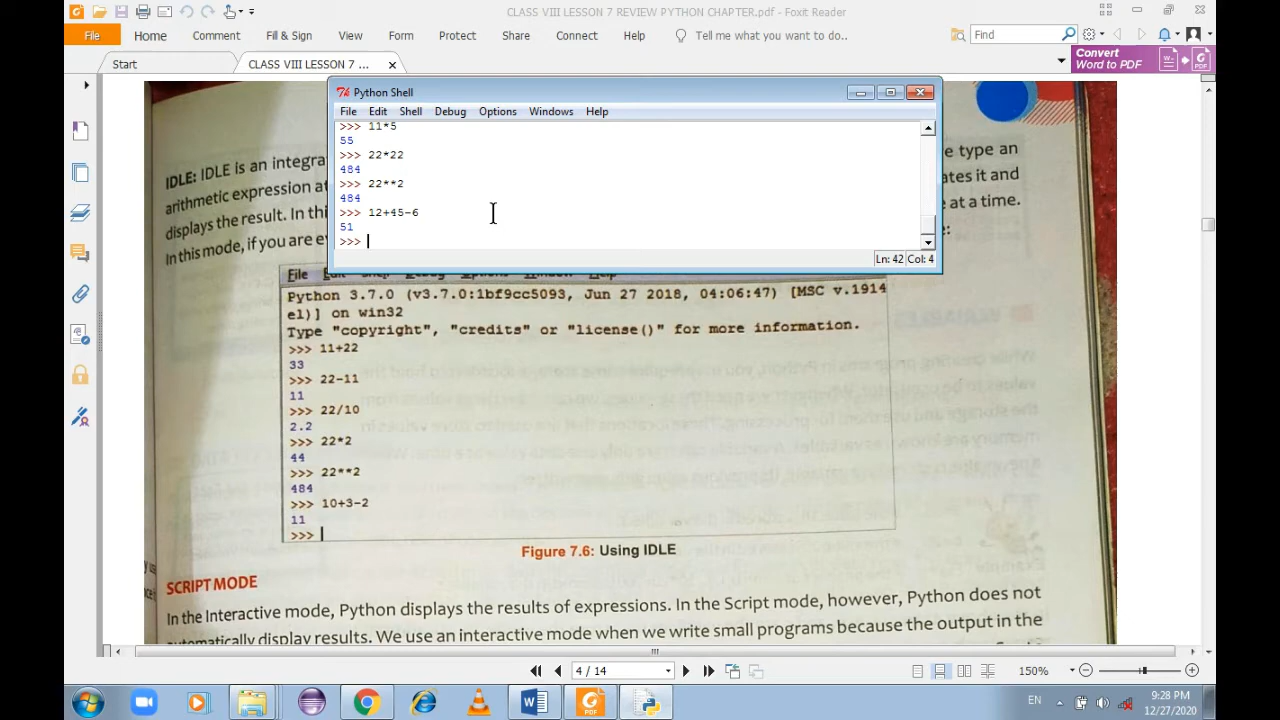 CLASS VIII LESSON 7 REVIEW PYTHON CHAPTER.pdf - Foxit Reader
File Home Comment Fill & Sign View Form Protect Share Connect Help Tell me what you want to do.. Find
Start CLASS VIII LESSON 7 ... Convert Word to PDF
Python Shell
File Edit Shell Debug Options Windows Help
>>> 11*5
55
>>> 22*22
484
>>> 22**2
484
>>> 12+45-6
51
>>>
Ln: 42 Col: 4
IDLE: IDLE is an integra
e type an
arithmetic expression at
ates it and
displays the result. In this
e at a time.
In this mode, if you are e
File Edit Shell Debug Options Window Help
Python 3.7.0 (v3.7.0:1bf9cc5093, Jun 27 2018, 04:06:47) [MSC v.1914
el)] on win32
Type "copyright", "credits" or "license()" for more information.
>>> 11+22
33
>>> 22-11
11
>>> 22/10
2.2
>>> 22*2
44
>>> 22**2
484
>>> 10+3-2
11
>>>
Figure 7.6: Using IDLE
SCRIPT MODE
In the Interactive mode, Python displays the results of expressions. In the Script mode, however, Python does not
automatically display results. We use an interactive mode when we write small programs because the output in the
4 / 14
150%
EN
9:28 PM
12/27/2020